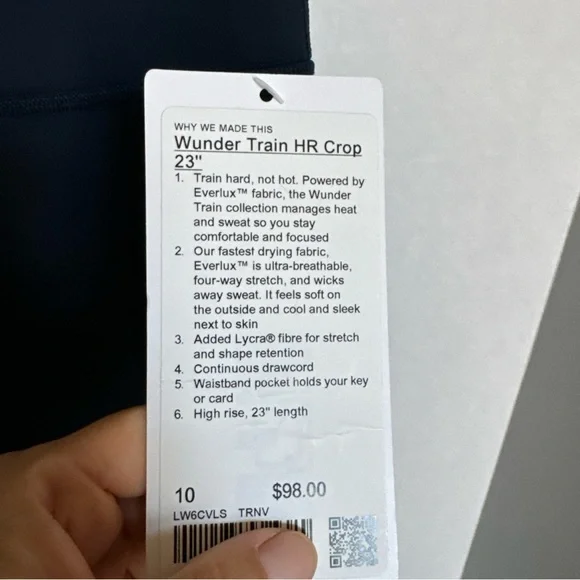 WHY WE MADE THIS
Wunder Train HR Crop
23"
1. Train hard, not hot. Powered by
Everlux™ fabric, the Wunder
Train collection manages heat
and sweat so you stay
comfortable and focused
2. Our fastest drying fabric,
Everlux™ is ultra-breathable,
four-way stretch, and wicks
away sweat. It feels soft on
the outside and cool and sleek
next to skin
3. Added Lycra® fibre for stretch
and shape retention
4. Continuous drawcord
5. Waistband pocket holds your key
or card
6. High rise, 23" length
10 $98.00
LW6CVLS TRNV